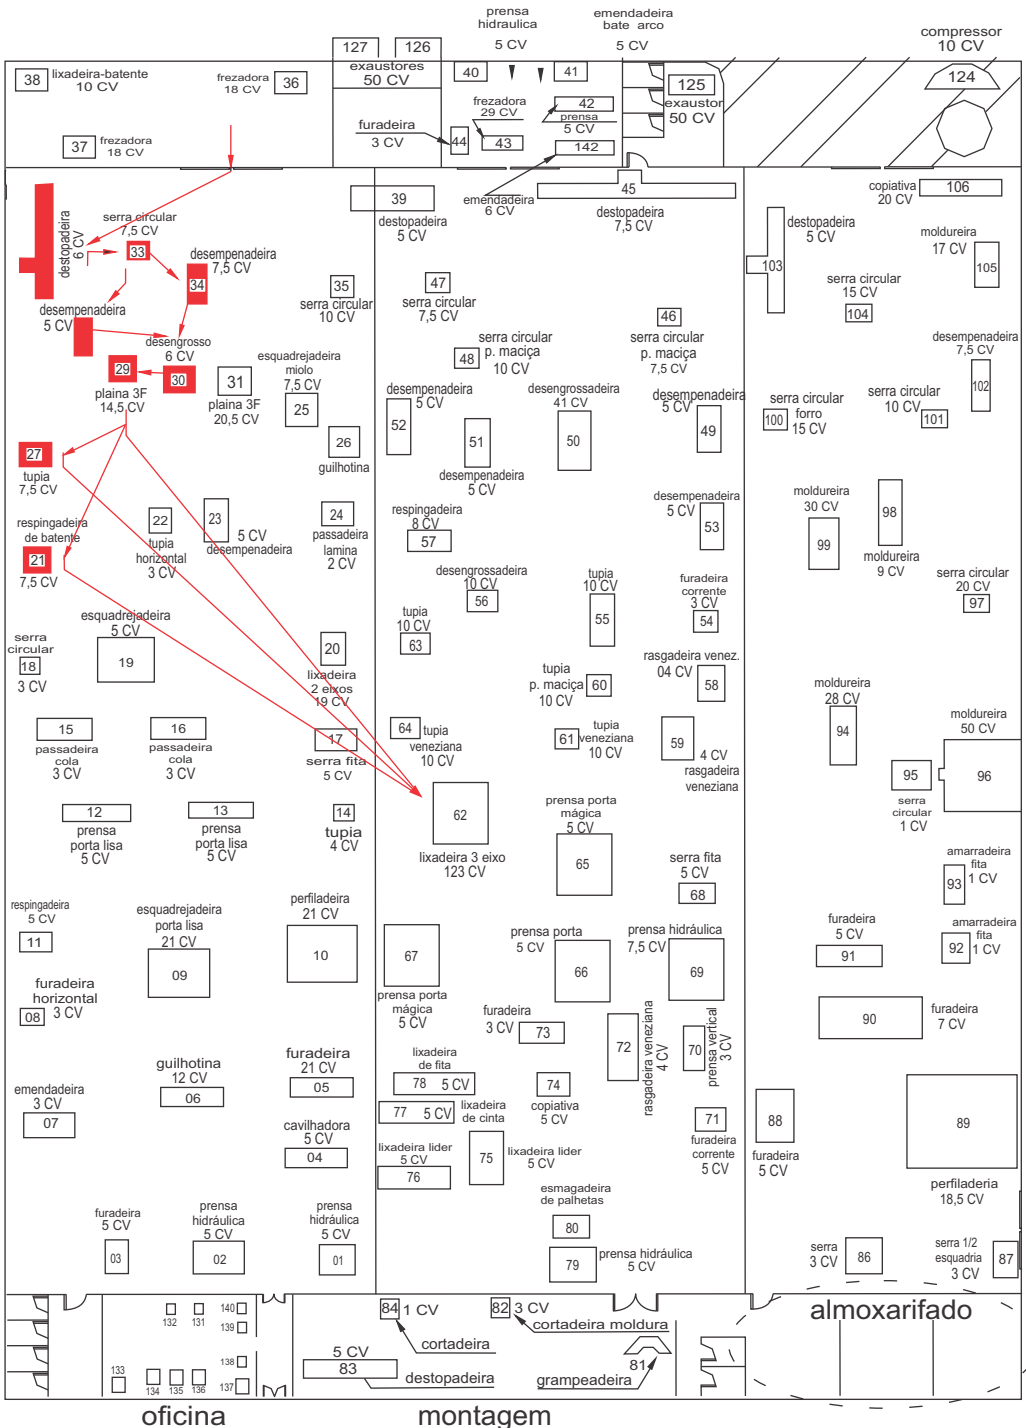 prensa
hidraulica
5 CV
emendadeira
bate arco
5 CV
compressor
10 CV
127
126
exaustores
50 CV
40
41
38
lixadeira-batente
10 CV
frezadora
18 CV
36
125
exaustor
50 CV
124
frezadora
29 CV
42
prensa
5 CV
furadeira
3 CV
44
43
142
37
frezadora
18 CV
emendadeira
6 CV
45
destopadeira
7,5 CV
39
destopadeira
5 CV
copiativa
20 CV
106
destopadeira
6 CV
serra circular
7,5 CV
33
desempenadeira
7,5 CV
34
destopadeira
5 CV
103
moldureira
17 CV
105
35
serra circular
10 CV
47
serra circular
7,5 CV
serra circular
15 CV
104
desempenadeira
5 CV
46
serra circular
p. maciça
7,5 CV
desengrosso
6 CV
48
serra circular
p. maciça
10 CV
desempenadeira
7,5 CV
102
29
30
plaina 3F
14,5 CV
31
plaina 3F
20,5 CV
esquadrejadeira
miolo
7,5 CV
25
desempenadeira
5 CV
52
desengrossadeira
41 CV
50
desempenadeira
5 CV
49
serra circular
forro
15 CV
100
serra circular
10 CV
101
26
guilhotina
51
desempenadeira
5 CV
27
tupia
7,5 CV
moldureira
30 CV
99
98
moldureira
9 CV
respingadeira
de batente
21
7,5 CV
22
tupia
horizontal
3 CV
23
5 CV
desempenadeira
24
passadeira
lamina
2 CV
respingadeira
8 CV
57
desempenadeira
5 CV
53
desengrossadeira
10 CV
56
tupia
10 CV
55
furadeira
corrente
3 CV
54
serra circular
20 CV
97
esquadrejadeira
5 CV
19
serra
circular
18
3 CV
20
lixadeira
2 eixos
19 CV
tupia
10 CV
63
tupia
p. maciça
10 CV
60
rasgadeira venez.
04 CV
58
moldureira
28 CV
94
15
passadeira
cola
3 CV
16
passadeira
cola
3 CV
17
serra fita
5 CV
64
tupia
veneziana
10 CV
61
tupia
veneziana
10 CV
59
4 CV
rasgadeira
veneziana
moldureira
50 CV
96
95
serra
circular
1 CV
12
prensa
porta lisa
5 CV
13
prensa
porta lisa
5 CV
14
tupia
4 CV
62
lixadeira 3 eixo
123 CV
prensa porta
mágica
5 CV
65
serra fita
5 CV
68
amarradeira
fita
1 CV
93
respingadeira
5 CV
11
esquadrejadeira
porta lisa
21 CV
09
perfiladeira
21 CV
10
67
prensa porta
mágica
5 CV
prensa porta
5 CV
66
prensa hidráulica
7,5 CV
69
furadeira
5 CV
91
amarradeira
fita
1 CV
92
furadeira
horizontal
3 CV
08
furadeira
3 CV
73
72
rasgadeira veneziana
4 CV
70
prensa vertical
3 CV
90
furadeira
7 CV
guilhotina
12 CV
06
furadeira
21 CV
05
lixadeira
de fita
78 5 CV
77 5 CV
lixadeira
de cinta
74
copiativa
5 CV
emendadeira
3 CV
07
cavilhadora
5 CV
04
lixadeira lider
5 CV
76
75
lixadeira lider
5 CV
71
furadeira
corrente
5 CV
88
furadeira
5 CV
89
perfiladeria
18,5 CV
furadeira
5 CV
03
prensa
hidráulica
5 CV
02
prensa
hidráulica
5 CV
01
esmagadeira
de palhetas
80
79
prensa hidráulica
5 CV
serra
3 CV
86
serra 1/2
esquadria
3 CV
87
132
131
140
139
138
133
134
135
136
137
84 1 CV
cortadeira
82 3 CV
cortadeira moldura
almoxarifado
5 CV
83
destopadeira
81
grampeadeira
oficina
montagem